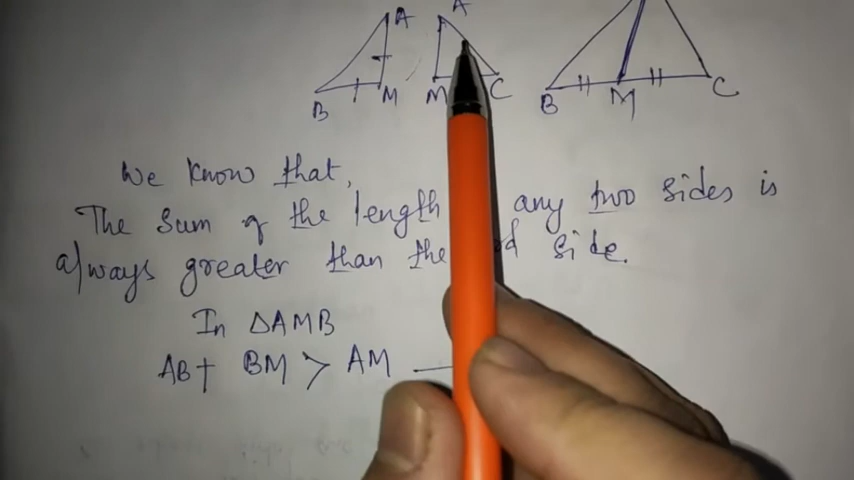 A A
B M M C B M C
We know that,
The sum of the length any two sides is
always greater than the side.
In ΔAMB
AB + BM > AM